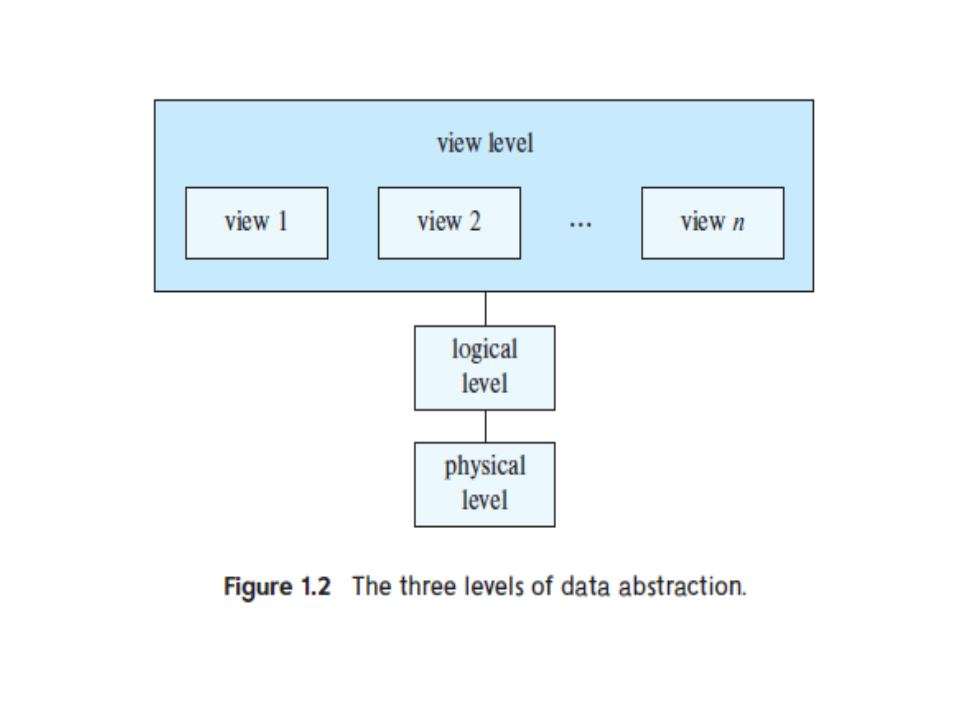 view level
view 1
view 2
...
view n
logical
level
physical
level
Figure 1.2 The three levels of data abstraction.